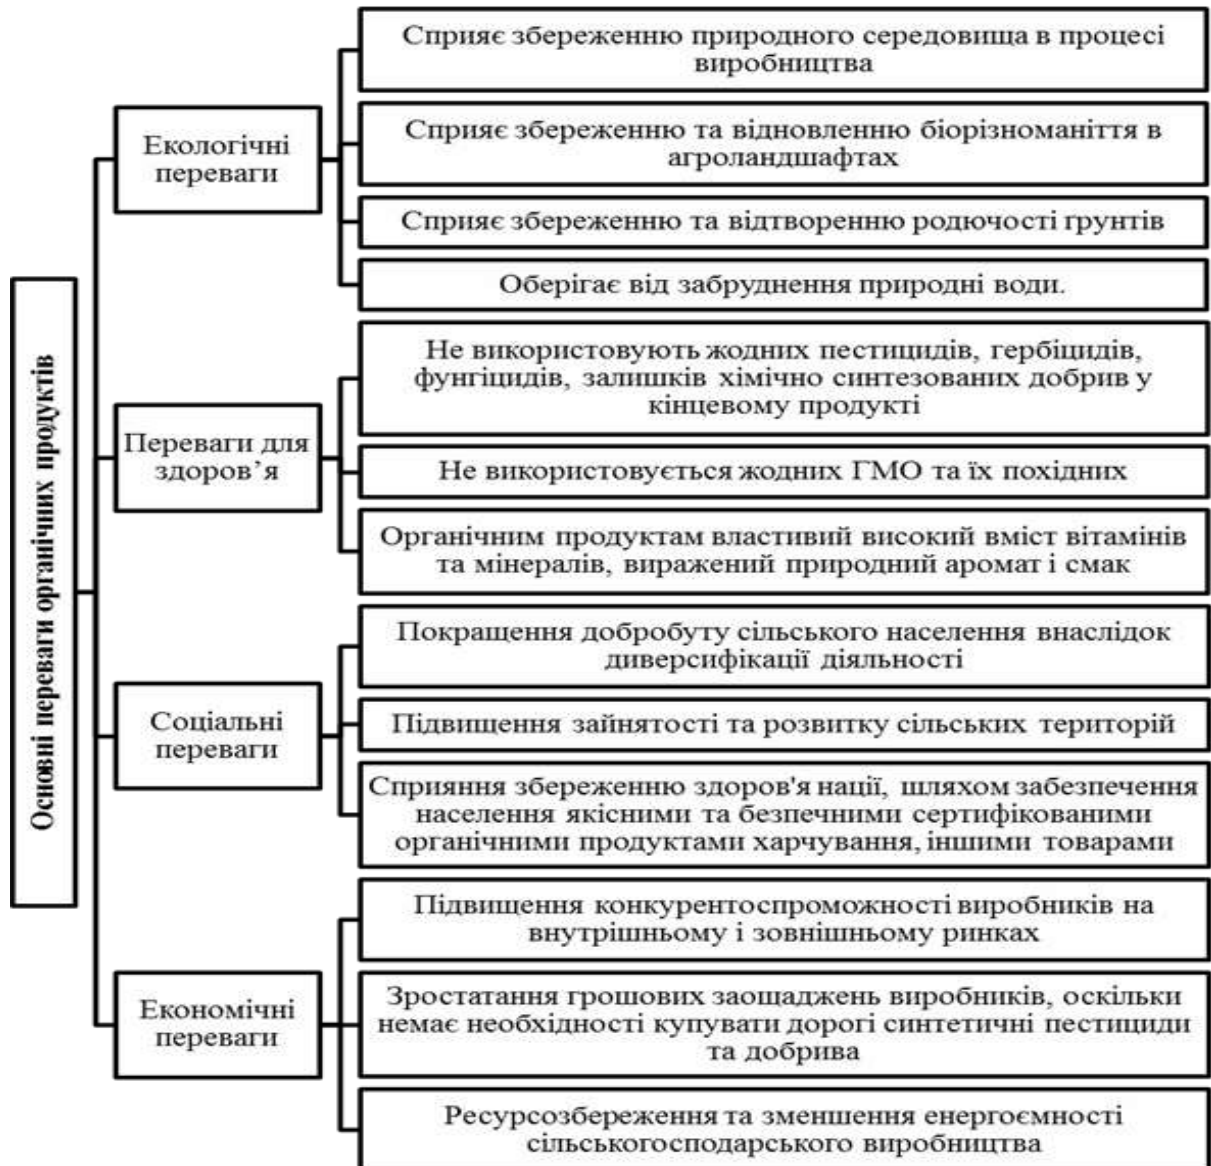 Основні переваги органічних продуктів
Екологічні
переваги
Сприяє збереженню природного середовища в процесі
виробництва
Сприяє збереженню та відновленню біорізноманіття в
агроландшафтах
Сприяє збереженню та відтворенню родючості ґрунтів
Оберігає від забруднення природні води.
Переваги для
здоров’я
Не використовують жодних пестицидів, гербіцидів,
фунгіцидів, залишків хімічно синтезованих добрив у
кінцевому продукті
Не використовується жодних ГМО та їх похідних
Органічним продуктам властивий високий вміст вітамінів
та мінералів, виражений природний аромат і смак
Соціальні
переваги
Покращення добробуту сільського населення внаслідок
диверсифікації діяльності
Підвищення зайнятості та розвитку сільських територій
Сприяння збереженню здоров'я нації, шляхом забезпечення
населення якісними та безпечними сертифікованими
органічними продуктами харчування, іншими товарами
Економічні
переваги
Підвищення конкурентоспроможності виробників на
внутрішньому і зовнішньому ринках
Зростатання грошових заощаджень виробників, оскільки
немає необхідності купувати дорогі синтетичні пестициди
та добрива
Ресурсозбереження та зменшення енергоємності
сільськогосподарського виробництва